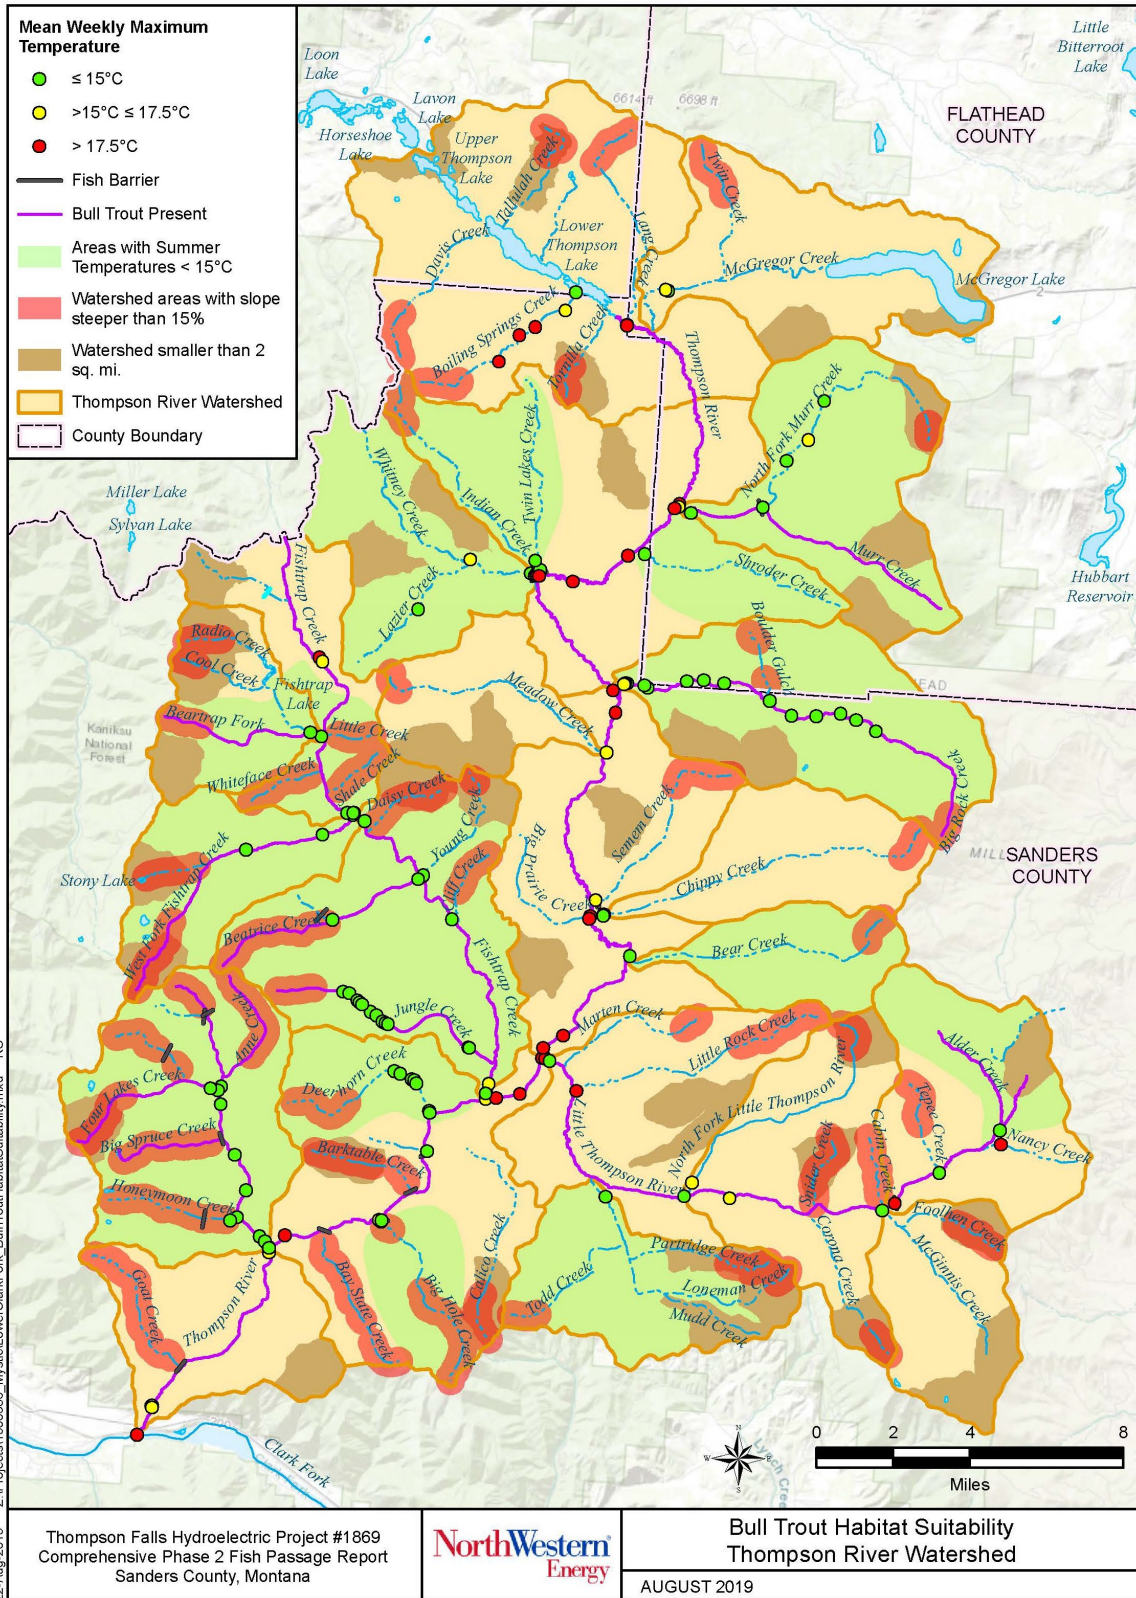 Mean Weekly Maximum
Temperature
≤ 15°C
>15°C ≤ 17.5°C
> 17.5°C
Fish Barrier
Bull Trout Present
Areas with Summer
Temperatures < 15°C
Watershed areas with slope
steeper than 15%
Watershed smaller than 2
sq. mi.
Thompson River Watershed
County Boundary
Loon
Lake
Little
Bitterroot
Lake
Lavon
Lake
6614 ft
6698 ft
FLATHEAD
COUNTY
Horseshoe
Lake
Upper
Thompson
Lake
Tallulah Creek
Twin Creek
Lower
Thompson
Lake
Lang Creek
Davis Creek
McGregor Creek
McGregor Lake
2
Boiling Springs Creek
Tornilla Creek
Thompson River
North Fork Murr Creek
Twin Lakes Creek
Whitney Creek
Indian Creek
Miller Lake
Sylvan Lake
Murr Creek
Shroder Creek
Hubbart
Reservoir
Fishtrap Creek
Lazier Creek
Boulder Gulch
Radio Creek
Cool Creek
Fishtrap
Lake
Meadow Creek
EAD
Beartrap Fork
Little Creek
Kaniksu
National
Forest
Whiteface Creek
Shale Creek
Daisy Creek
Young Creek
Big Rock Creek
Semem Creek
Big Prairie Creek
Chippy Creek
MILL
SANDERS
COUNTY
Stony Lake
West Fork Fishtrap Creek
Cliff Creek
Beatrice Creek
Bear Creek
Fishtrap Creek
Jungle Creek
Anne Creek
Marten Creek
Little Rock Creek
Alder Creek
Deerhorn Creek
Four Lakes Creek
North Fork Little Thompson River
Tepee Creek
Nancy Creek
Big Spruce Creek
Barktable Creek
Little Thompson River
Snider Creek
Cabin Creek
Honeymoon Creek
Eoolhen Creek
McGinnis Creek
Corona Creek
Partridge Creek
Loneman Creek
Mudd Creek
Todd Creek
Calico Creek
Big Hole Creek
Bay State Creek
Thompson River
Goat Creek
200
Clark Fork
N
W
E
S
0 2 4 8
Miles
Thompson Falls Hydroelectric Project #1869
Comprehensive Phase 2 Fish Passage Report
Sanders County, Montana
NorthWestern
Energy
Bull Trout Habitat Suitability
Thompson River Watershed
AUGUST 2019